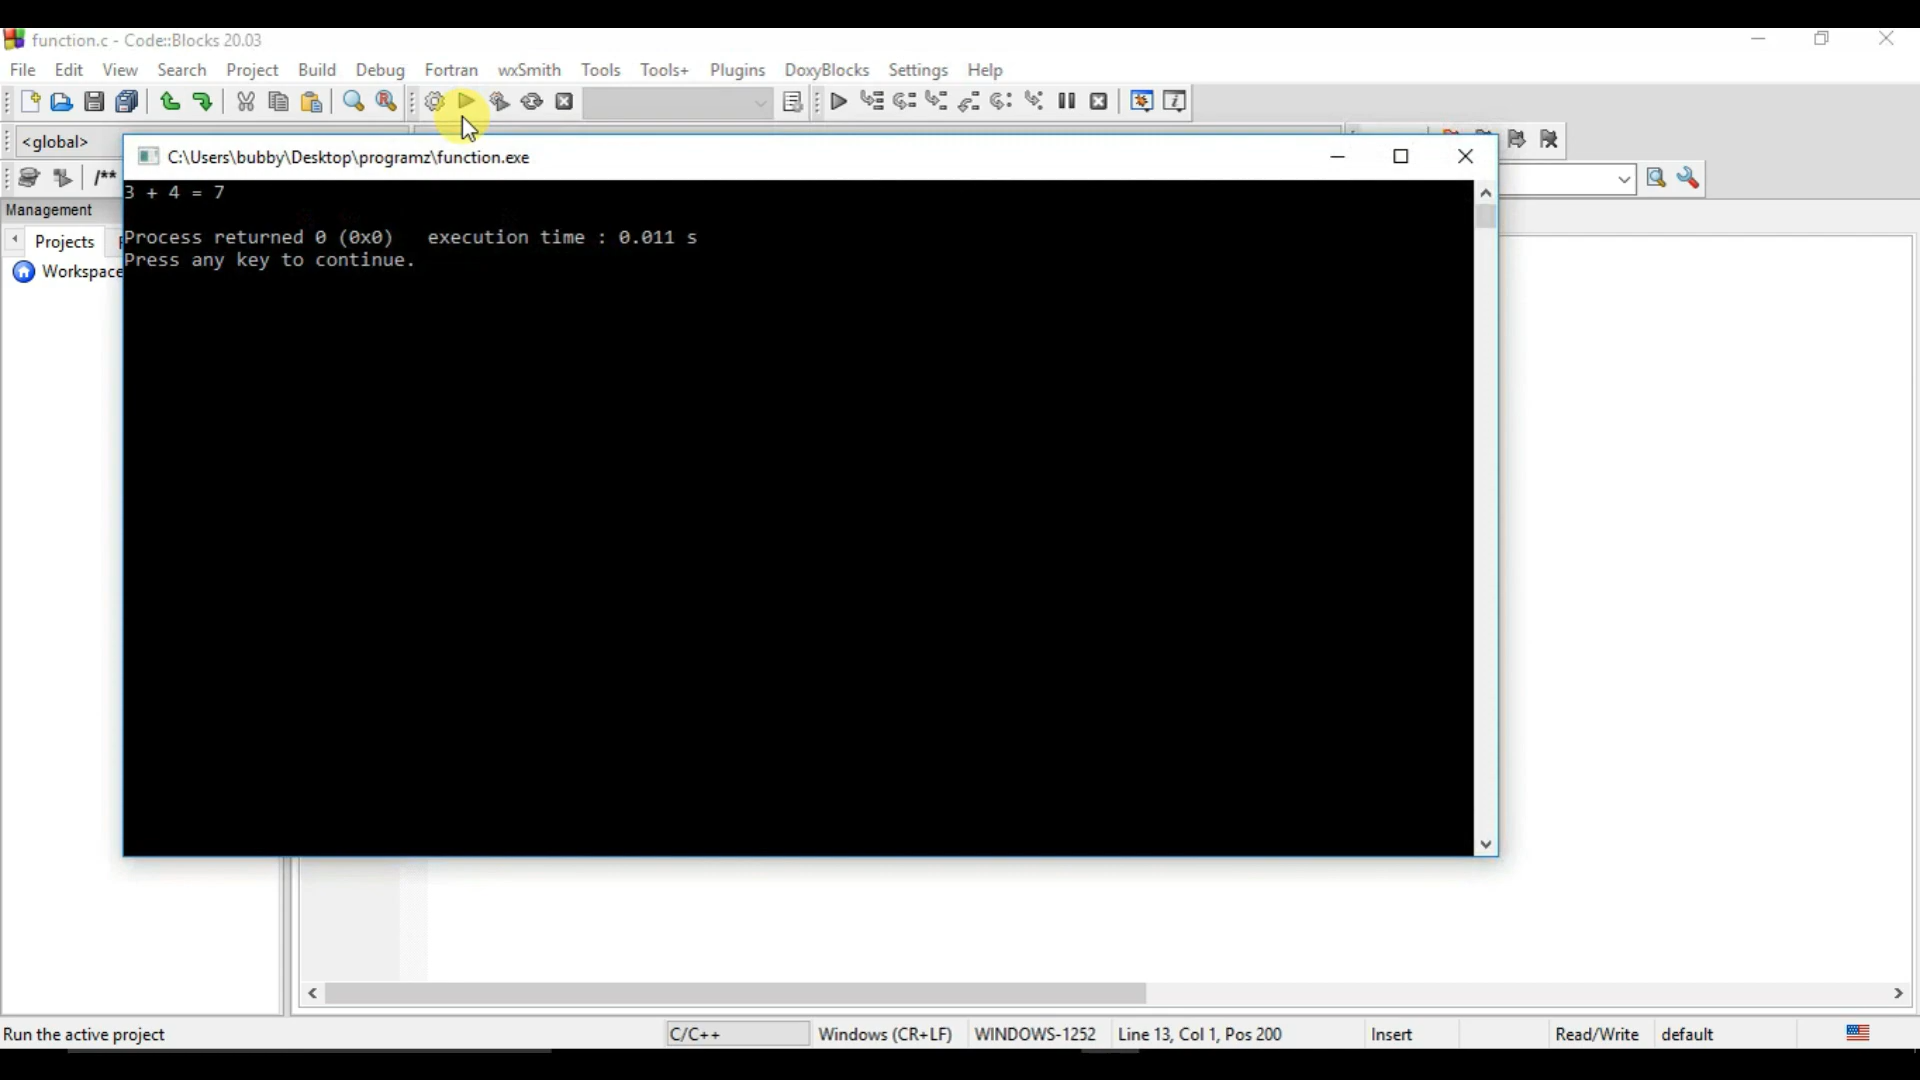 function.c - Code::Blocks 20.03
File Edit View Search Project Build Debug Fortran wxSmith Tools Tools+ Plugins DoxyBlocks Settings Help
<global>
C:\Users\bubby\Desktop\programz\function.exe
/**
3 + 4 = 7
Management
Projects
Process returned 0 (0x0)   execution time : 0.011 s
Press any key to continue.
Workspace
Run the active project C/C++ Windows (CR+LF) WINDOWS-1252 Line 13, Col 1, Pos 200 Insert Read/Write default